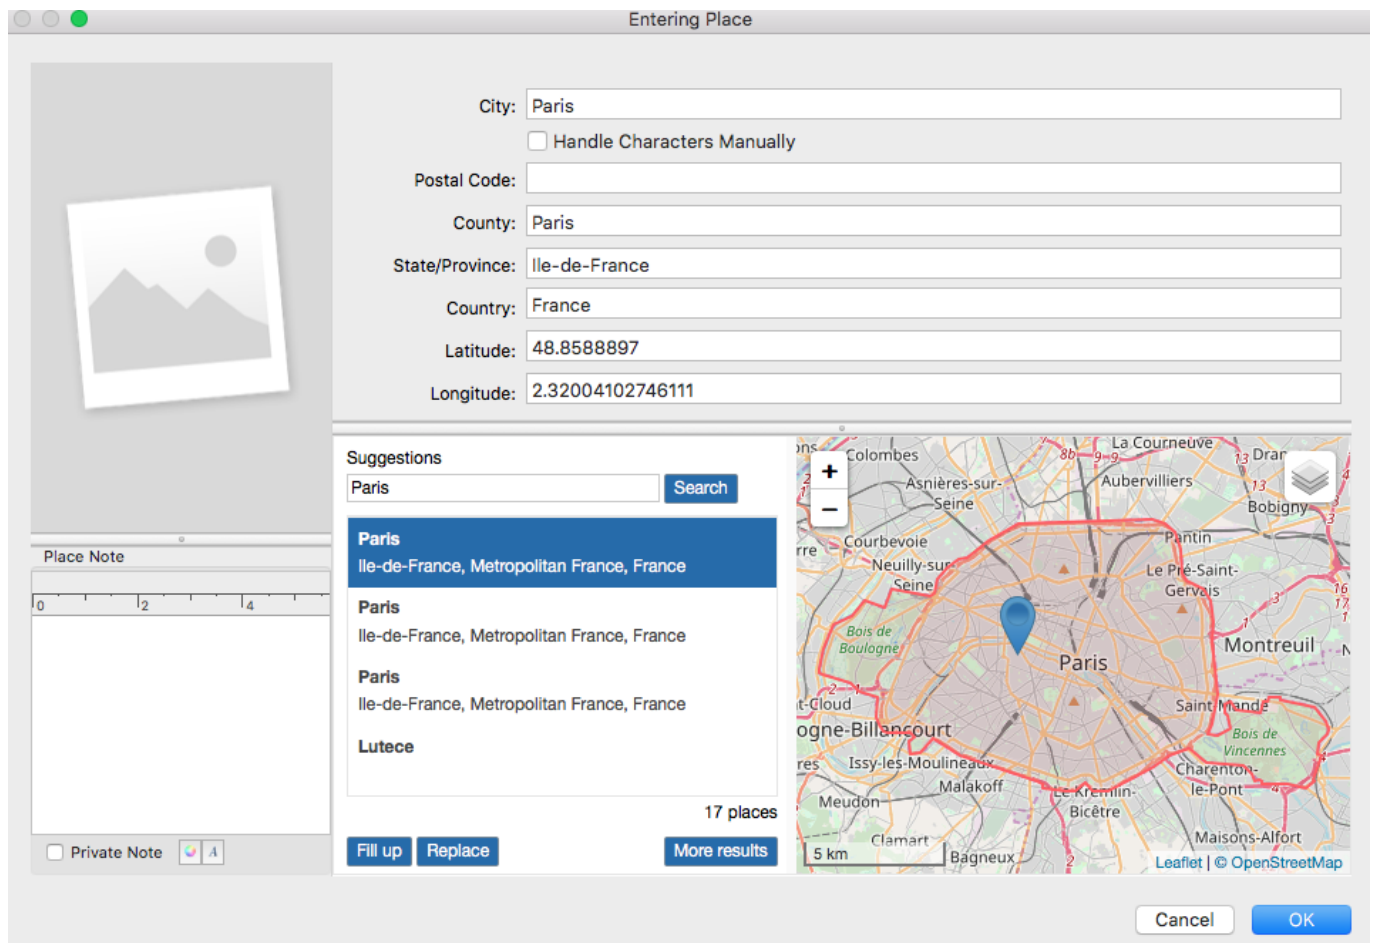 Entering Place
City: Paris
Handle Characters Manually
Postal Code:
County: Paris
State/Province: Ile-de-France
Country: France
Latitude: 48.8588897
Longitude: 2.32004102746111
Place Note
0 2 4
Private Note A
Suggestions
Paris Search
Paris
Ile-de-France, Metropolitan France, France
Paris
Ile-de-France, Metropolitan France, France
Paris
Ile-de-France, Metropolitan France, France
Lutece
17 places
Fill up Replace More results
+
−
La Courneuve
Colombes
Asnières-sur-
Seine
Aubervilliers
Bobigny
Courbevoie
Pantin
Neuilly-sur
Seine
Le Pré-Saint-
Gervais
Bois de
Boulogne
Montreuil
Paris
t-Cloud
Saint-Mandé
ogne-Billancourt
Bois de
Vincennes
Issy-les-Moulineaux
Charenton-
le-Pont
Malakoff
Meudon
Le Kremlin-
Bicêtre
Clamart
Maisons-Alfort
5 km
Bagneux
Leaflet | © OpenStreetMap
Cancel OK